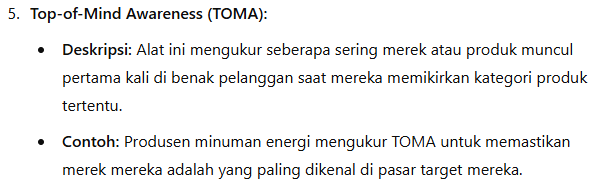 5. Top-of-Mind Awareness (TOMA):
• Deskripsi: Alat ini mengukur seberapa sering merek atau produk muncul
pertama kali di benak pelanggan saat mereka memikirkan kategori produk
tertentu.
• Contoh: Produsen minuman energi mengukur TOMA untuk memastikan
merek mereka adalah yang paling dikenal di pasar target mereka.